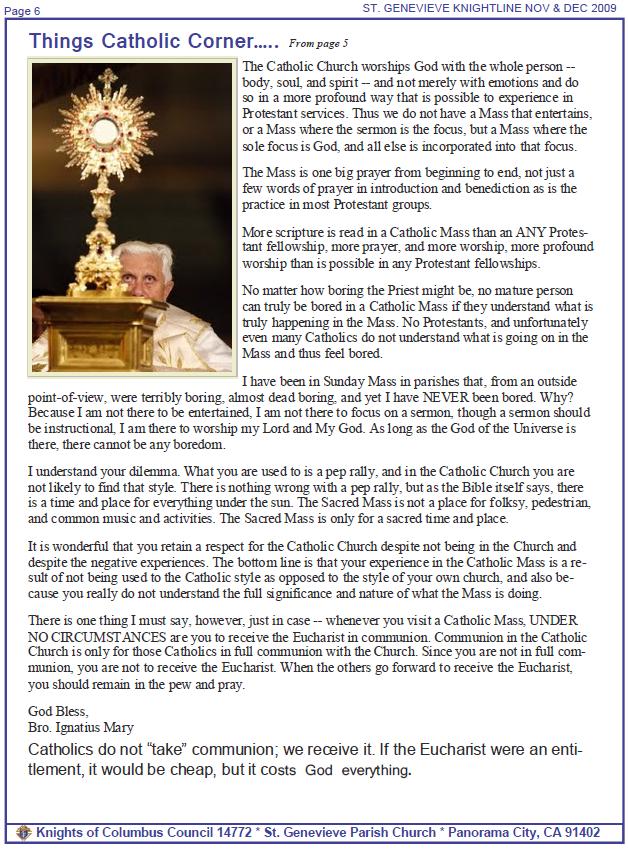 Page 6
ST. GENEVIEVE KNIGHTLINE NOV & DEC 2009
Things Catholic Corner….. From page 5
The Catholic Church worships God with the whole person --
body, soul, and spirit -- and not merely with emotions and do
so in a more profound way that is possible to experience in
Protestant services. Thus we do not have a Mass that entertains,
or a Mass where the sermon is the focus, but a Mass where the
sole focus is God, and all else is incorporated into that focus.
The Mass is one big prayer from beginning to end, not just a
few words of prayer in introduction and benediction as is the
practice in most Protestant groups.
More scripture is read in a Catholic Mass than an ANY Protes-
tant fellowship, more prayer, and more worship, more profound
worship than is possible in any Protestant fellowships.
No matter how boring the Priest might be, no mature person
can truly be bored in a Catholic Mass if they understand what is
truly happening in the Mass. No Protestants, and unfortunately
even many Catholics do not understand what is going on in the
Mass and thus feel bored.
I have been in Sunday Mass in parishes that, from an outside
point-of-view, were terribly boring, almost dead boring, and yet I have NEVER been bored. Why?
Because I am not there to be entertained, I am not there to focus on a sermon, though a sermon should
be instructional, I am there to worship my Lord and My God. As long as the God of the Universe is
there, there cannot be any boredom.
I understand your dilemma. What you are used to is a pep rally, and in the Catholic Church you are
not likely to find that style. There is nothing wrong with a pep rally, but as the Bible itself says, there
is a time and place for everything under the sun. The Sacred Mass is not a place for folksy, pedestrian,
and common music and activities. The Sacred Mass is only for a sacred time and place.
It is wonderful that you retain a respect for the Catholic Church despite not being in the Church and
despite the negative experiences. The bottom line is that your experience in the Catholic Mass is a re-
sult of not being used to the Catholic style as opposed to the style of your own church, and also be-
cause you really do not understand the full significance and nature of what the Mass is doing.
There is one thing I must say, however, just in case -- whenever you visit a Catholic Mass, UNDER
NO CIRCUMSTANCES are you to receive the Eucharist in communion. Communion in the Catholic
Church is only for those Catholics in full communion with the Church. Since you are not in full com-
munion, you are not to receive the Eucharist. When the others go forward to receive the Eucharist,
you should remain in the pew and pray.
God Bless,
Bro. Ignatius Mary
Catholics do not “take” communion; we receive it. If the Eucharist were an enti-
tlement, it would be cheap, but it costs God everything.
Knights of Columbus Council 14772 * St. Genevieve Parish Church * Panorama City, CA 91402